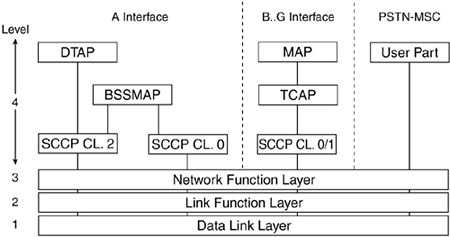 A Interface
B..G Interface
PSTN-MSC
Level
DTAP
MAP
User Part
BSSMAP
TCAP
4
SCCP CL. 2
SCCP CL. 0
SCCP CL. 0/1
3
Network Function Layer
2
Link Function Layer
1
Data Link Layer